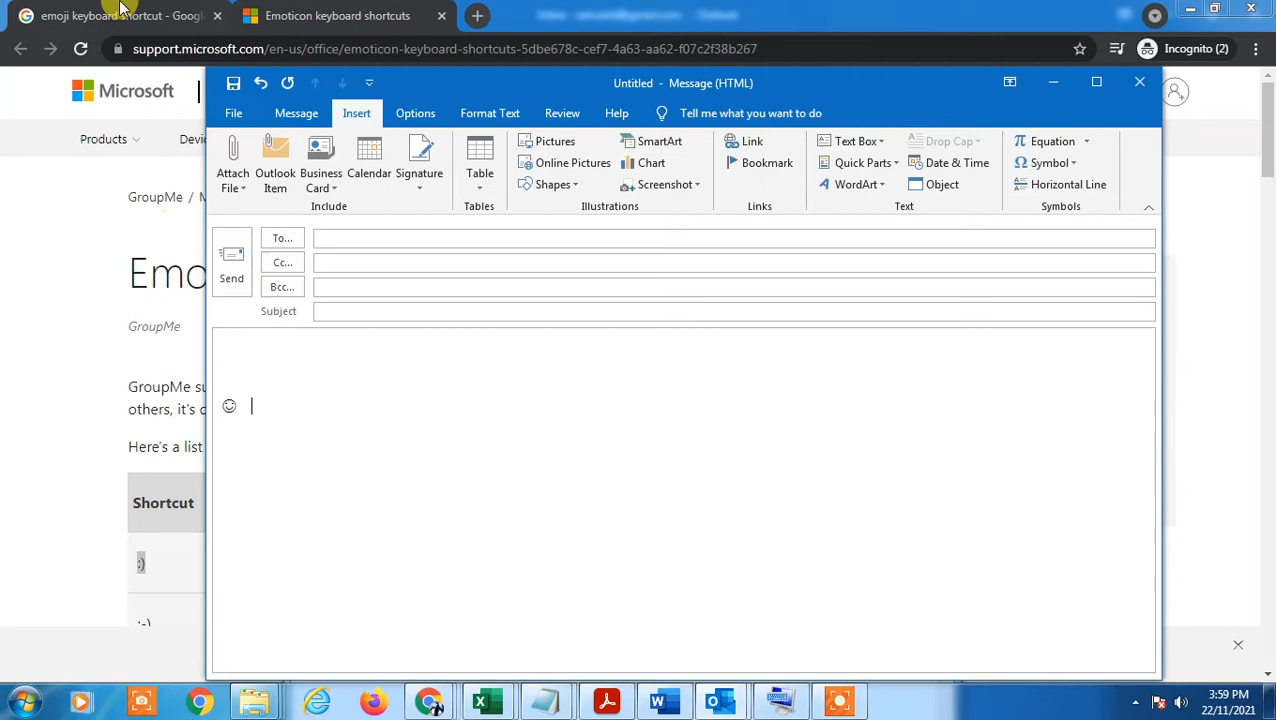 emoji keyboard shortcut - Googl
Emoticon keyboard shortcuts
support.microsoft.com/en-us/office/emoticon-keyboard-shortcuts-5dbe678c-cef7-4a63-aa62-f07c2f38b267
Incognito (2)
Microsoft
Untitled - Message (HTML)
File Message Insert Options Format Text Review Help Tell me what you want to do
Products
Attach File
Outlook Item
Business Card
Calendar
Signature
Include
Table
Tables
Pictures
Online Pictures
Shapes
SmartArt
Chart
Screenshot
Illustrations
Link
Bookmark
Links
Text Box
Quick Parts
WordArt
Drop Cap
Date & Time
Object
Text
Equation
Symbol
Horizontal Line
Symbols
GroupMe /
Send
To...
Cc...
Bcc...
Subject
Emo
GroupMe
GroupMe su
others, it's c
Here's a list
☺
Shortcut
:)
:-)
3:59 PM
22/11/2021